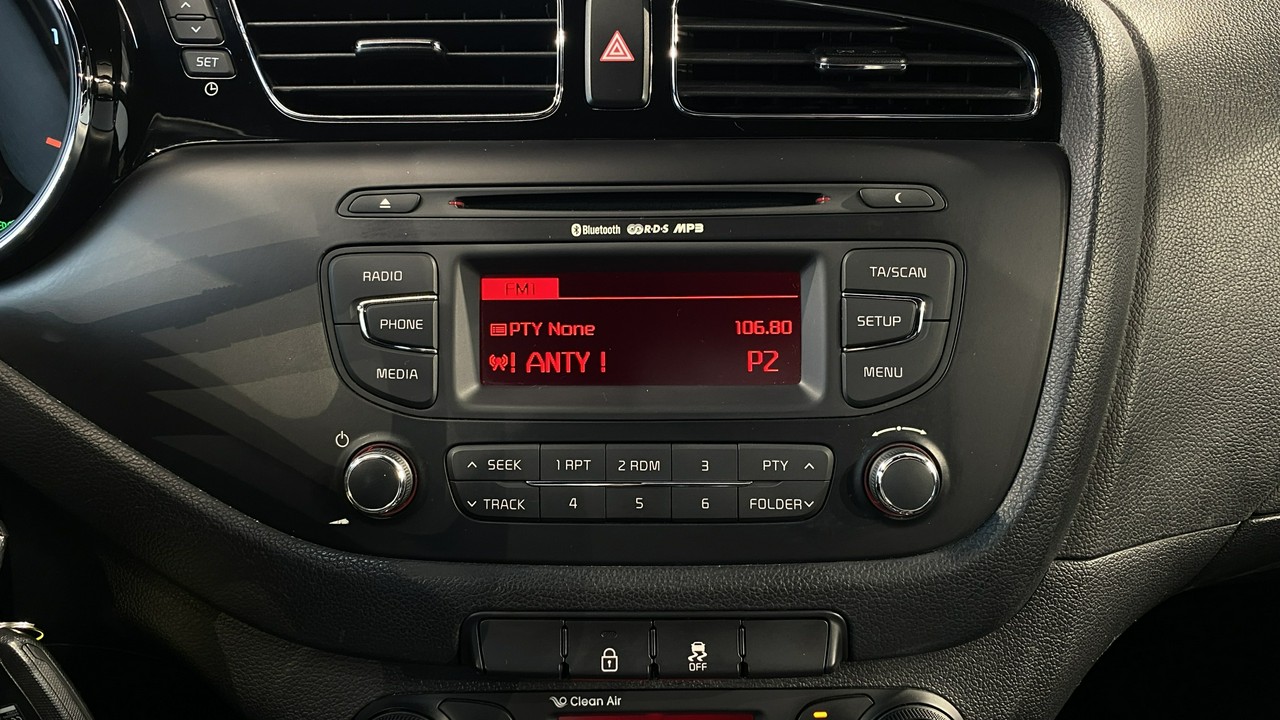 SET
Bluetooth R·D·S MP3
RADIO
PHONE
MEDIA
FM1
PTY None 106.80
! ANTY ! P2
TA/SCAN
SETUP
MENU
SEEK 1 RPT 2 RDM 3 PTY
TRACK 4 5 6 FOLDER
OFF
Clean Air